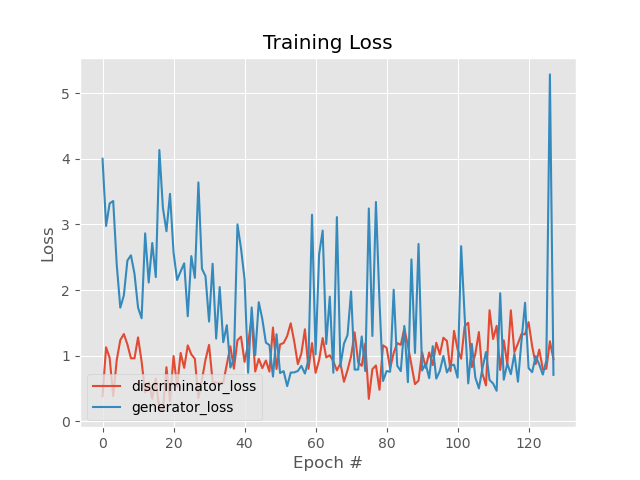 Training Loss
Loss
5
4
3
2
1
0
discriminator_loss
generator_loss
0 20 40 60 80 100 120
Epoch #